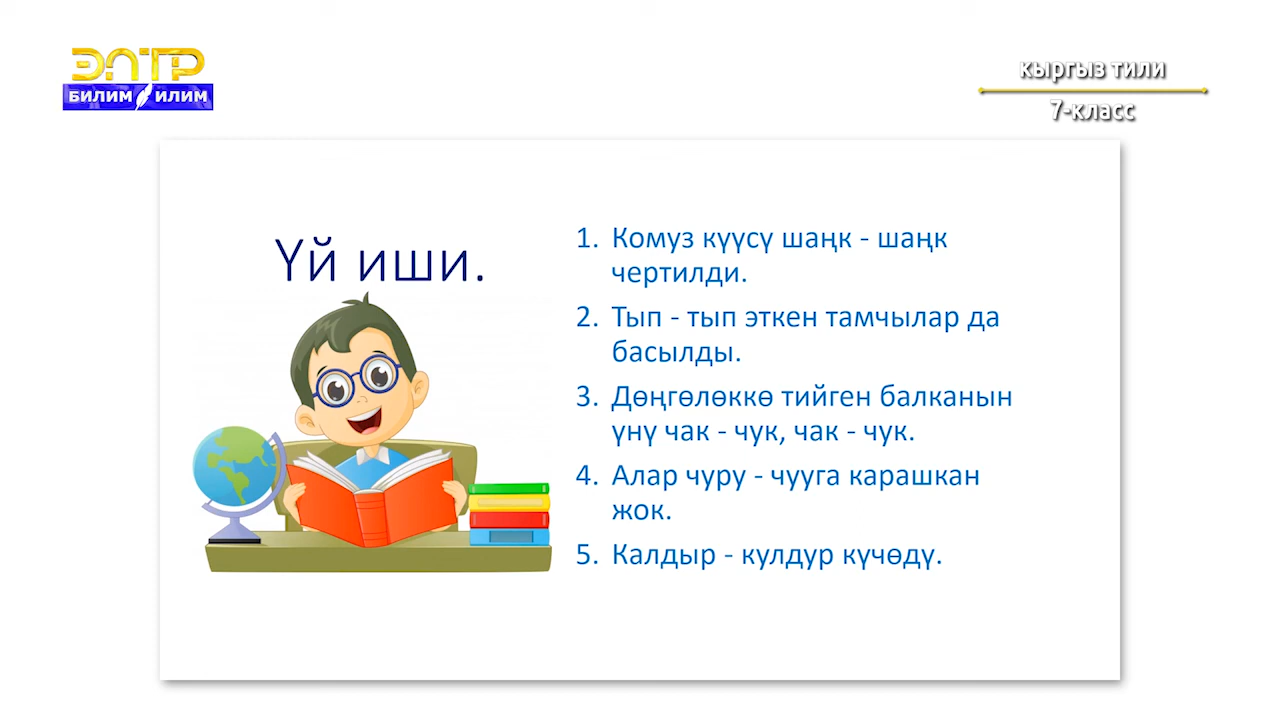 ЭЛТР
БИЛИМ ИЛИМ
кыргыз тили
7-класс
Үй иши.
1. Комуз күүсү шаңк - шаңк
чертилди.
2. Тып - тып эткен тамчылар да
басылды.
3. Дөңгөлөккө тийген балканын
үнү чак - чук, чак - чук.
4. Алар чуру - чууга карашкан
жок.
5. Калдыр - кулдур күчөдү.